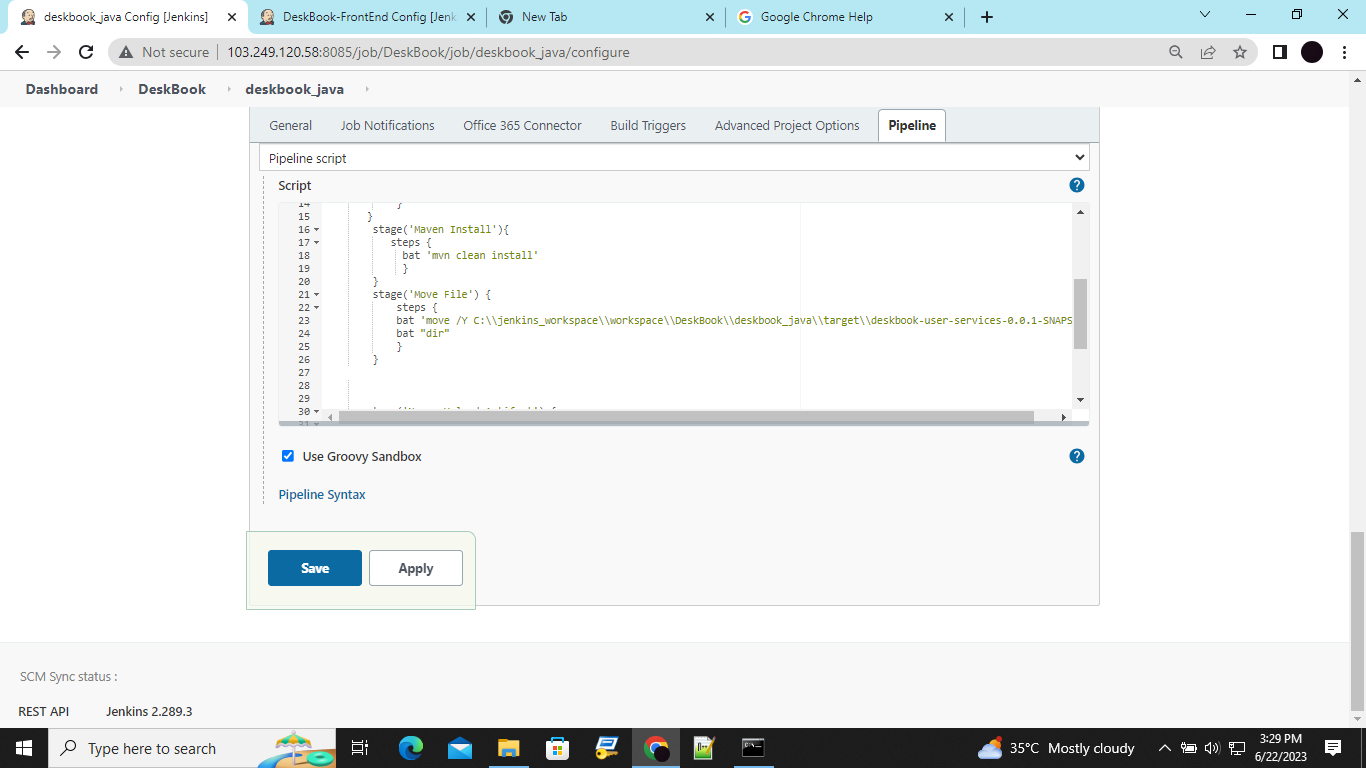 deskbook_java Config [Jenkins]
DeskBook-FrontEnd Config [Jenk
New Tab
Google Chrome Help
Not secure
103.249.120.58:8085/job/DeskBook/job/deskbook_java/configure
Dashboard
DeskBook
deskbook_java
General
Job Notifications
Office 365 Connector
Build Triggers
Advanced Project Options
Pipeline
Pipeline script
Script
?
14 }
15 }
16 stage('Maven Install'){
17 steps {
18 bat 'mvn clean install'
19 }
20 }
21 stage('Move File') {
22 steps {
23 bat 'move /Y C:\\jenkins_workspace\\workspace\\DeskBook\\deskbook_java\\target\\deskbook-user-services-0.0.1-SNAPS
24 bat "dir"
25 }
26 }
27
28
29
30
31
Use Groovy Sandbox
?
Pipeline Syntax
Save
Apply
SCM Sync status :
REST API
Jenkins 2.289.3
Type here to search
35°C Mostly cloudy
3:29 PM
6/22/2023